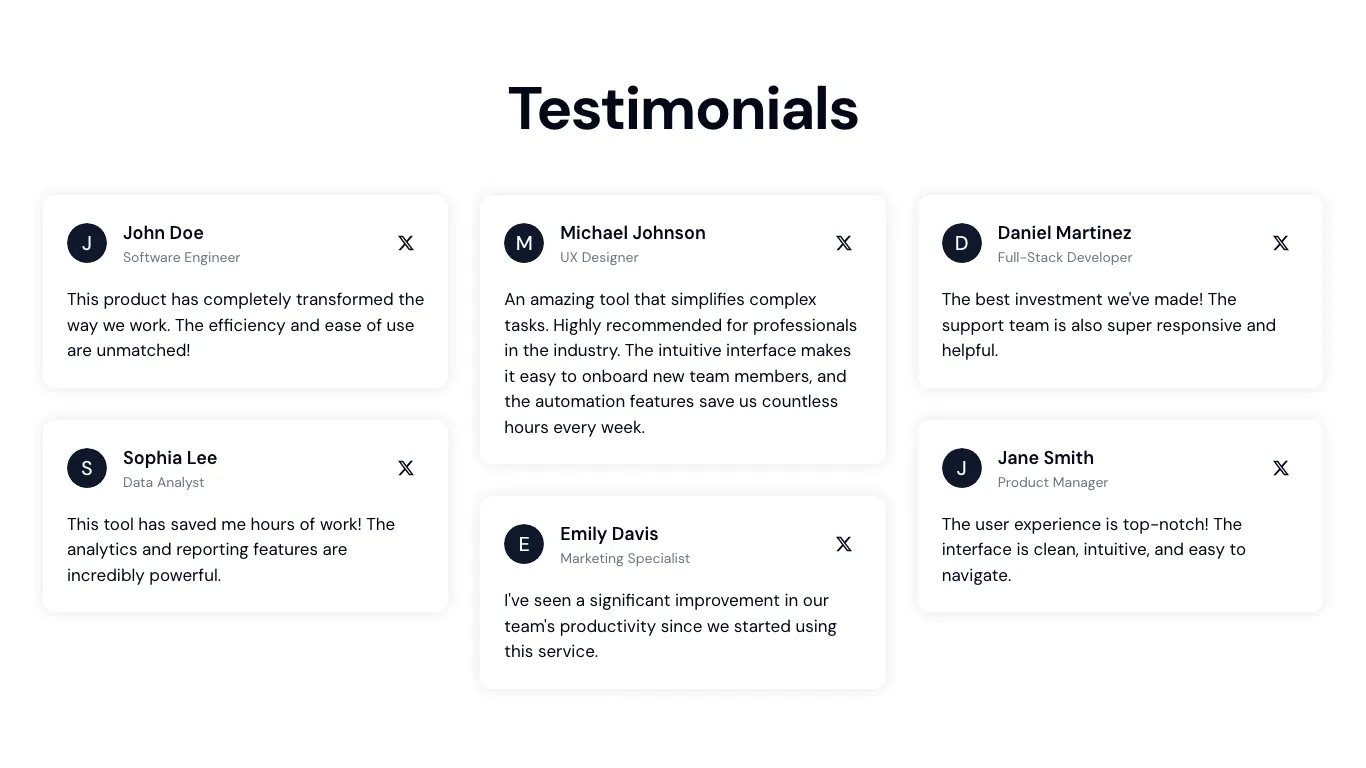 Testimonials
J
John Doe
Software Engineer
This product has completely transformed the
way we work. The efficiency and ease of use
are unmatched!
S
Sophia Lee
Data Analyst
This tool has saved me hours of work! The
analytics and reporting features are
incredibly powerful.
M
Michael Johnson
UX Designer
An amazing tool that simplifies complex
tasks. Highly recommended for professionals
in the industry. The intuitive interface makes
it easy to onboard new team members, and
the automation features save us countless
hours every week.
E
Emily Davis
Marketing Specialist
I've seen a significant improvement in our
team's productivity since we started using
this service.
D
Daniel Martinez
Full-Stack Developer
The best investment we've made! The
support team is also super responsive and
helpful.
J
Jane Smith
Product Manager
The user experience is top-notch! The
interface is clean, intuitive, and easy to
navigate.